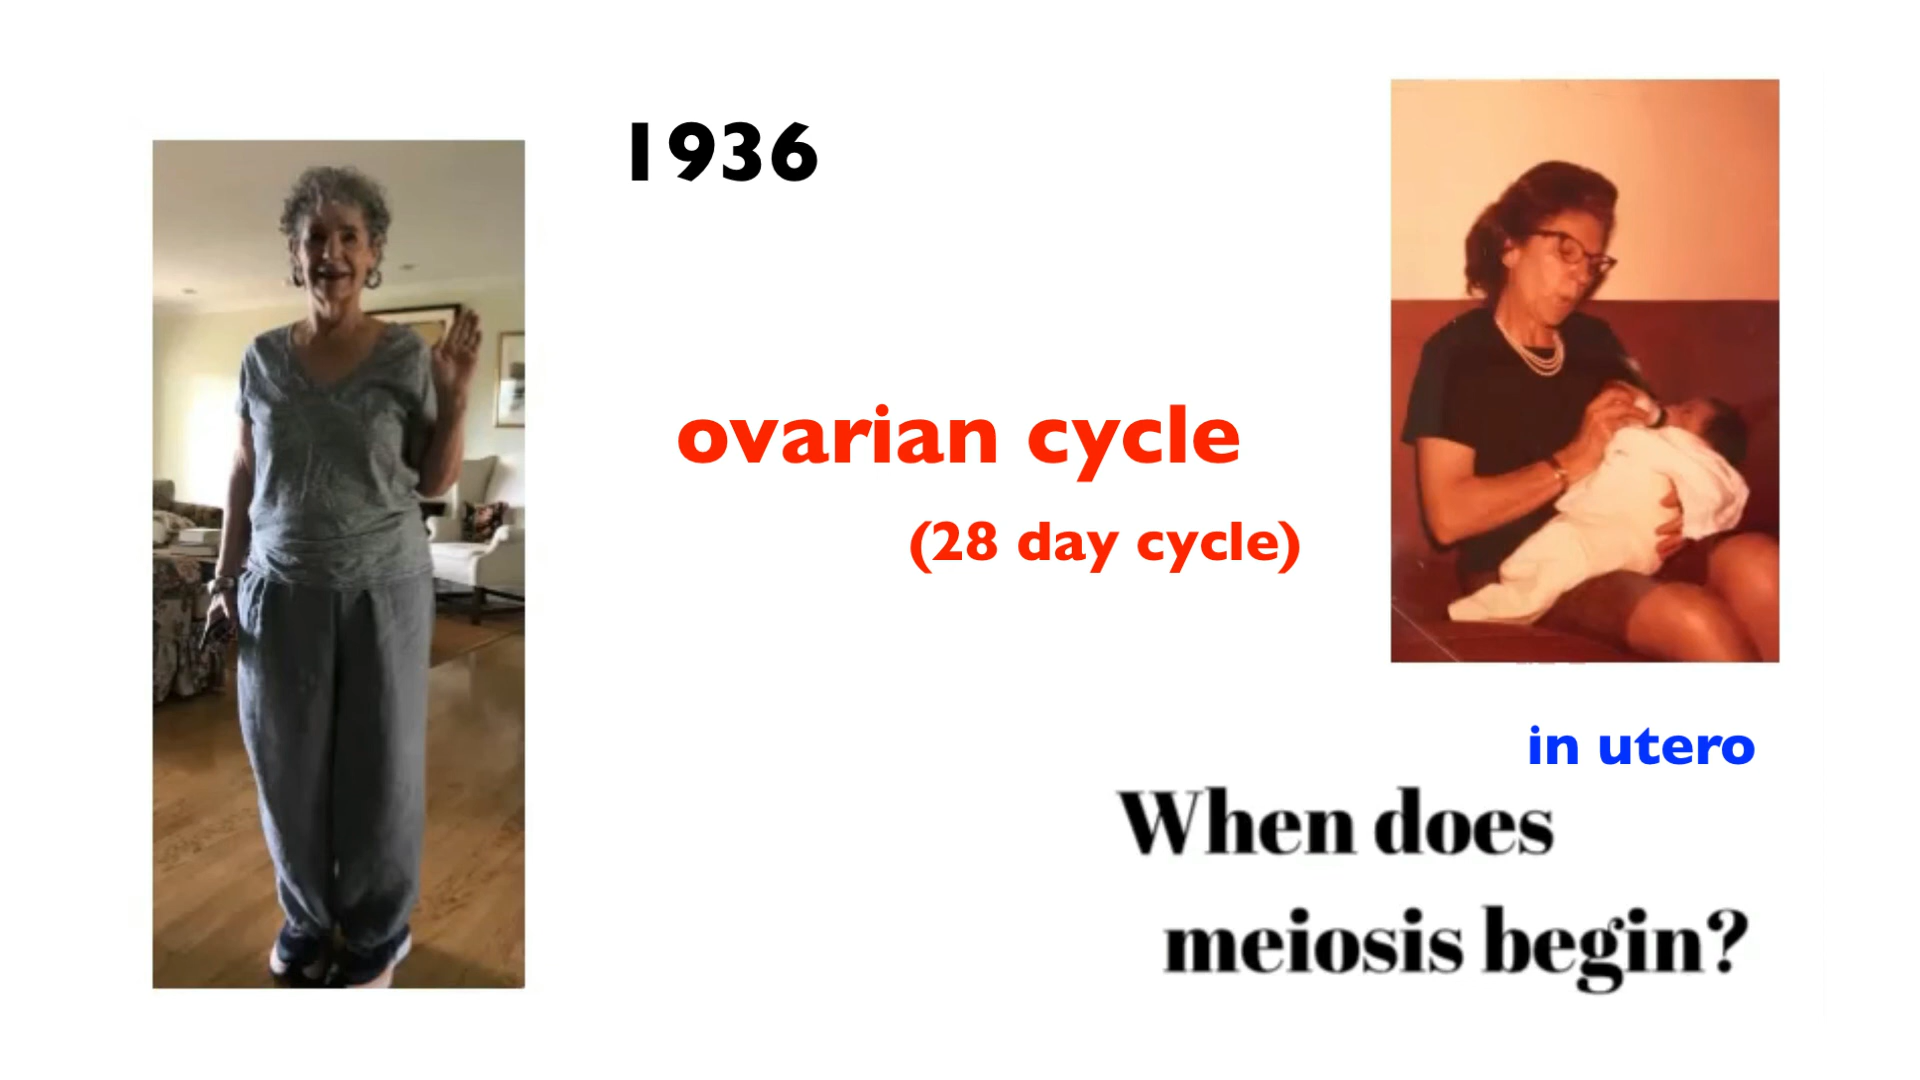 1936
ovarian cycle
(28 day cycle)
in utero
When does
meiosis begin?